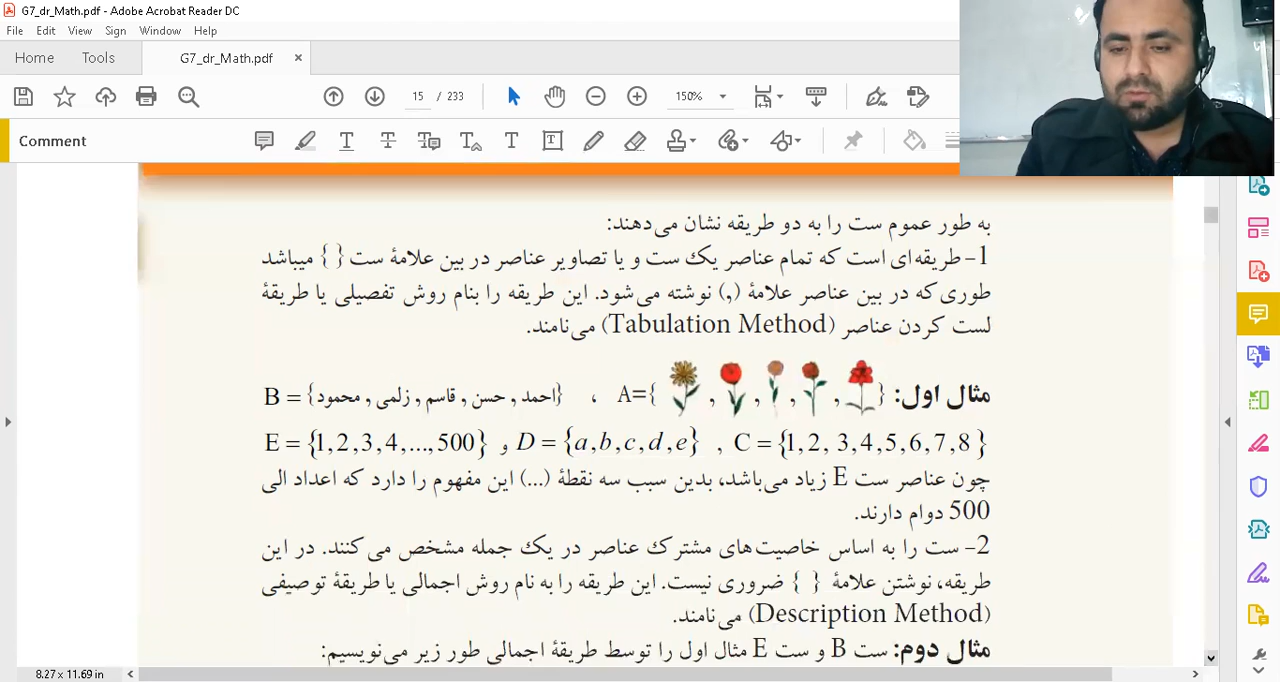 G7_dr_Math.pdf - Adobe Acrobat Reader DC
File Edit View Sign Window Help
Home Tools G7_dr_Math.pdf ×
15 / 233 150%
Comment
به طور عموم ست را به دو طریقه نشان می‌دهند:
1- طریقه‌ای است که تمام عناصر یک ست و یا تصاویر عناصر در بین علامۀ ست { } میباشد
طوری‌که در بین عناصر علامۀ (,) نوشته می‌شود. این طریقه را بنام روش تفصیلی یا طریقۀ
لست کردن عناصر (Tabulation Method) می‌نامند.
مثال اول: A={ , , , , } ، B = {احمد , حسن , قاسم , زلمی , محمود}
C = {1,2, 3,4,5,6,7,8 } , D = {a,b,c,d,e} و E = {1,2,3,4,...,500}
چون عناصر ست E زیاد می‌باشد، بدین سبب سه نقطۀ (...) این مفهوم را دارد که اعداد الی
500 دوام دارند.
2- ست را به اساس خاصیت‌های مشترک عناصر در یک جمله مشخص می‌کنند. در این
طریقه، نوشتن علامۀ { } ضروری نیست. این طریقه را به نام روش اجمالی یا طریقۀ توصیفی
(Description Method) می‌نامند.
مثال دوم: ست B و ست E مثال اول را توسط طریقۀ اجمالی طور زیر می‌نویسیم:
8.27 x 11.69 in